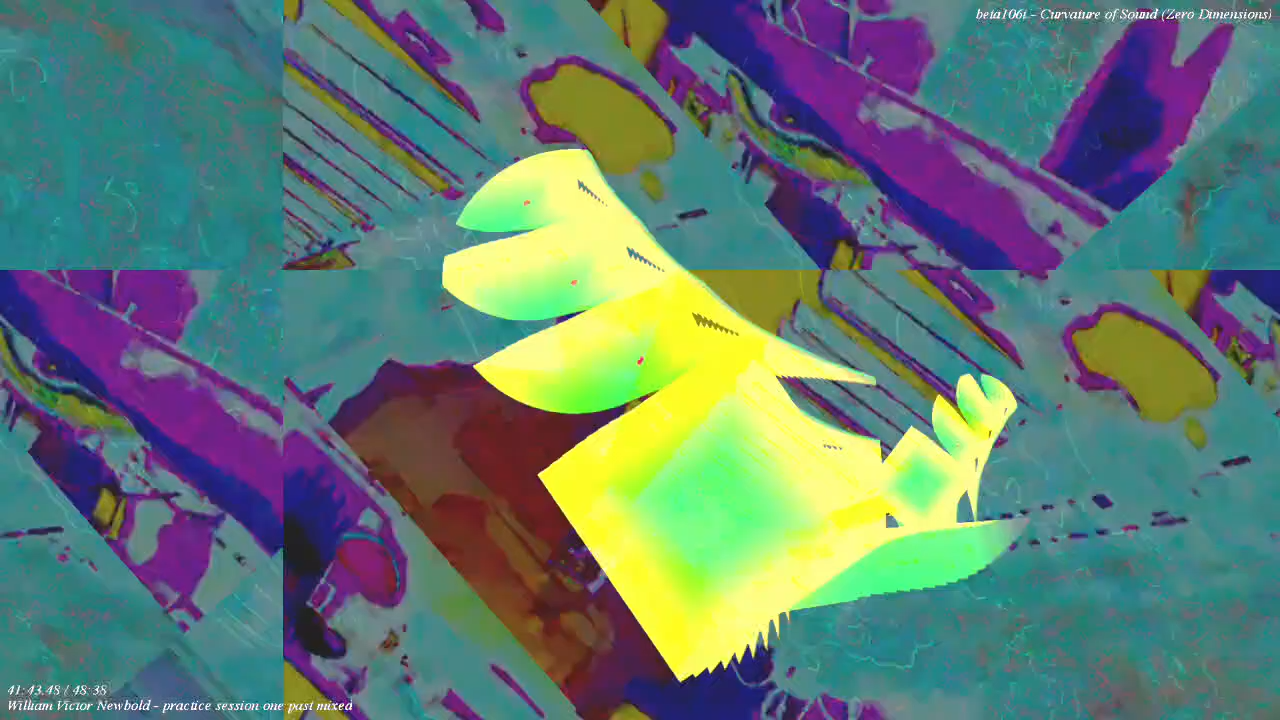 beta106i - Curvature of Sound (Zero Dimensions)
41:43.48 / 48:38
William Victor Newbold - practice session one past mixed